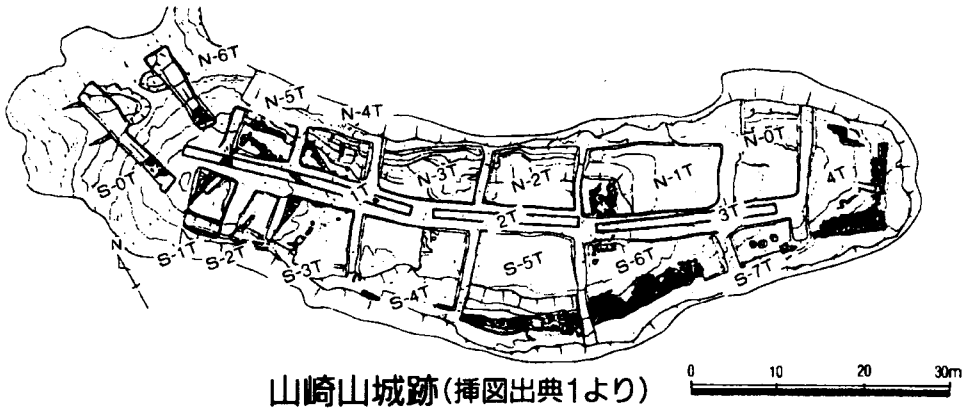 N-6T
N-5T
N-4T
N-3T
N-2T
N-1T
N-0T
4T
1T
2T
3T
S-0T
S-1T
S-2T
S-3T
S-4T
S-5T
S-6T
S-7T
N
山崎山城跡(挿図出典1より)
0 10 20 30m